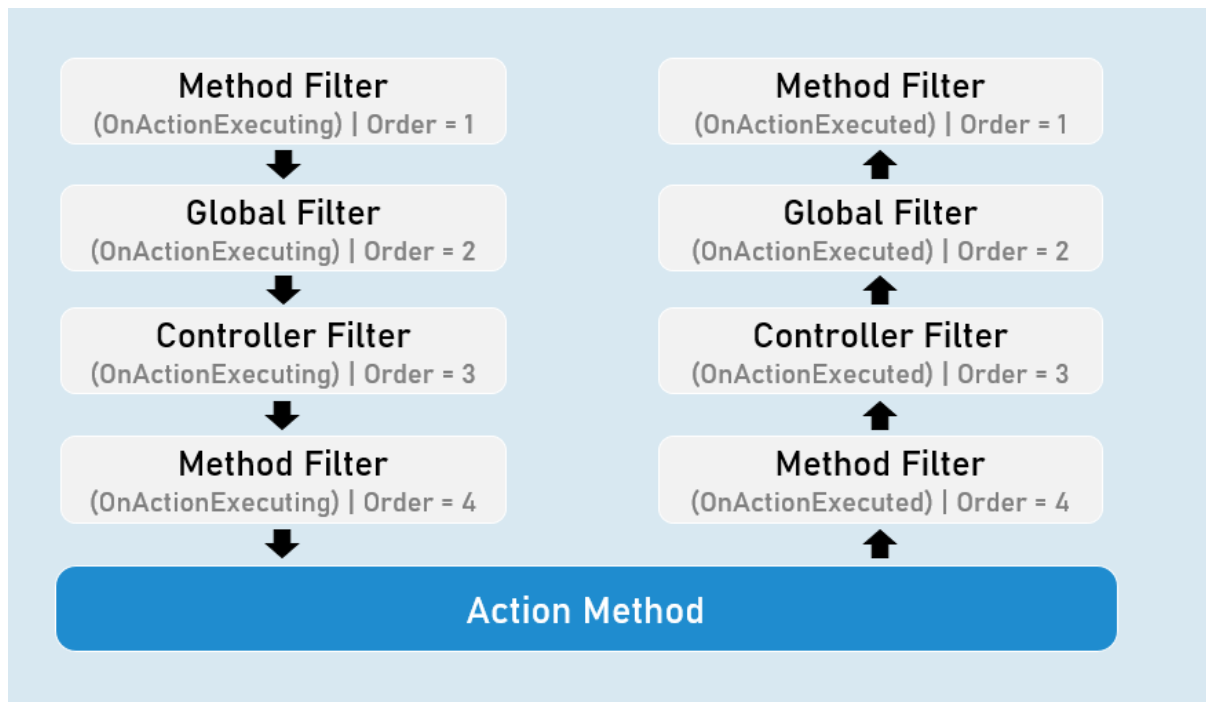 Method Filter
(OnActionExecuting) | Order = 1
Global Filter
(OnActionExecuting) | Order = 2
Controller Filter
(OnActionExecuting) | Order = 3
Method Filter
(OnActionExecuting) | Order = 4
Method Filter
(OnActionExecuted) | Order = 1
Global Filter
(OnActionExecuted) | Order = 2
Controller Filter
(OnActionExecuted) | Order = 3
Method Filter
(OnActionExecuted) | Order = 4
Action Method